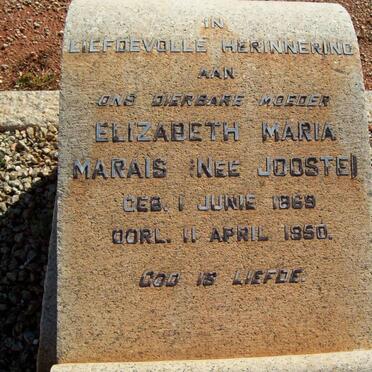 IN
LIEFDEVOLLE HERINNERING
AAN
ONS DIERBARE MOEDER
ELIZABETH MARIA
MARAIS (NEE JOOSTE)
GEB. 1 JUNIE 1869
OORL. 11 APRIL 1950.
GOD IS LIEFDE.